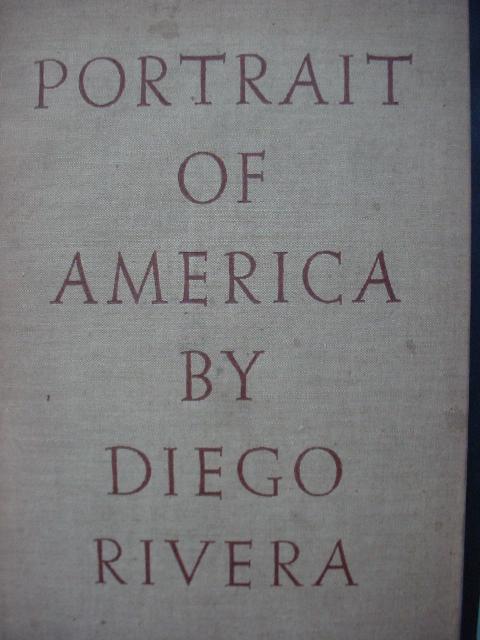 PORTRAIT
OF
AMERICA
BY
DIEGO
RIVERA